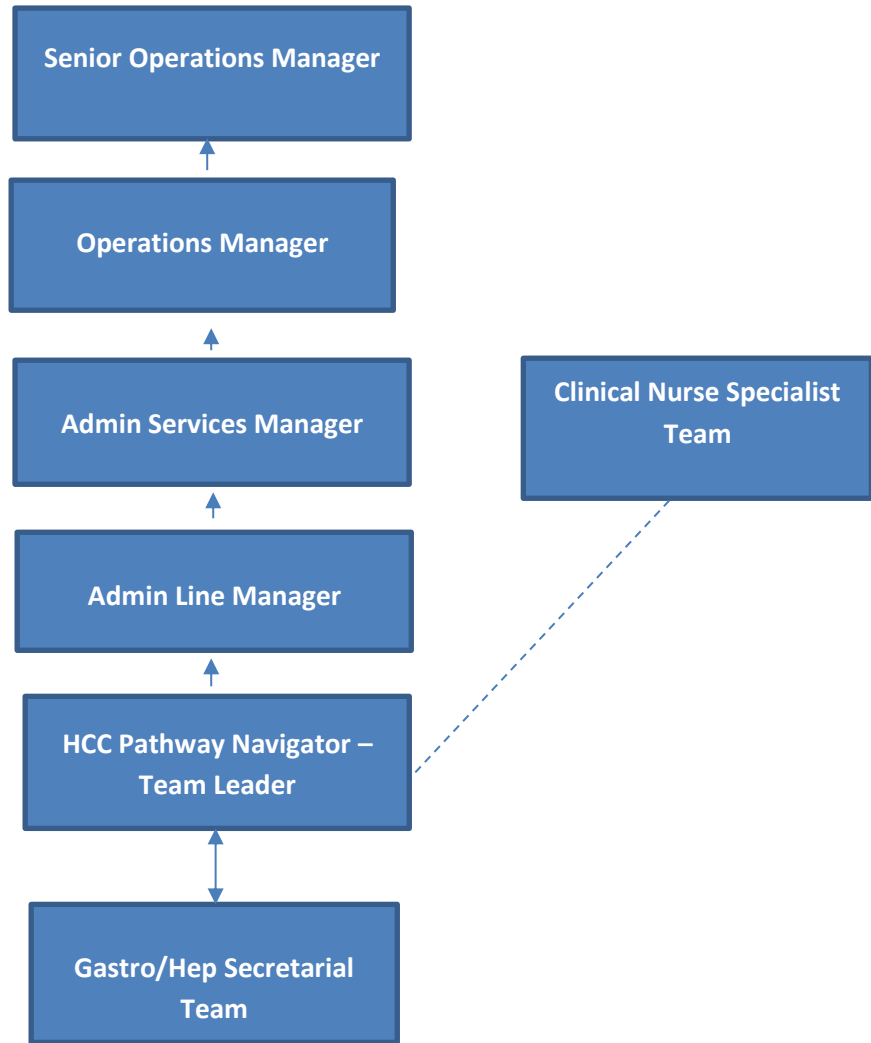 Senior Operations Manager
Operations Manager
Admin Services Manager
Clinical Nurse Specialist
Team
Admin Line Manager
HCC Pathway Navigator –
Team Leader
Gastro/Hep Secretarial
Team